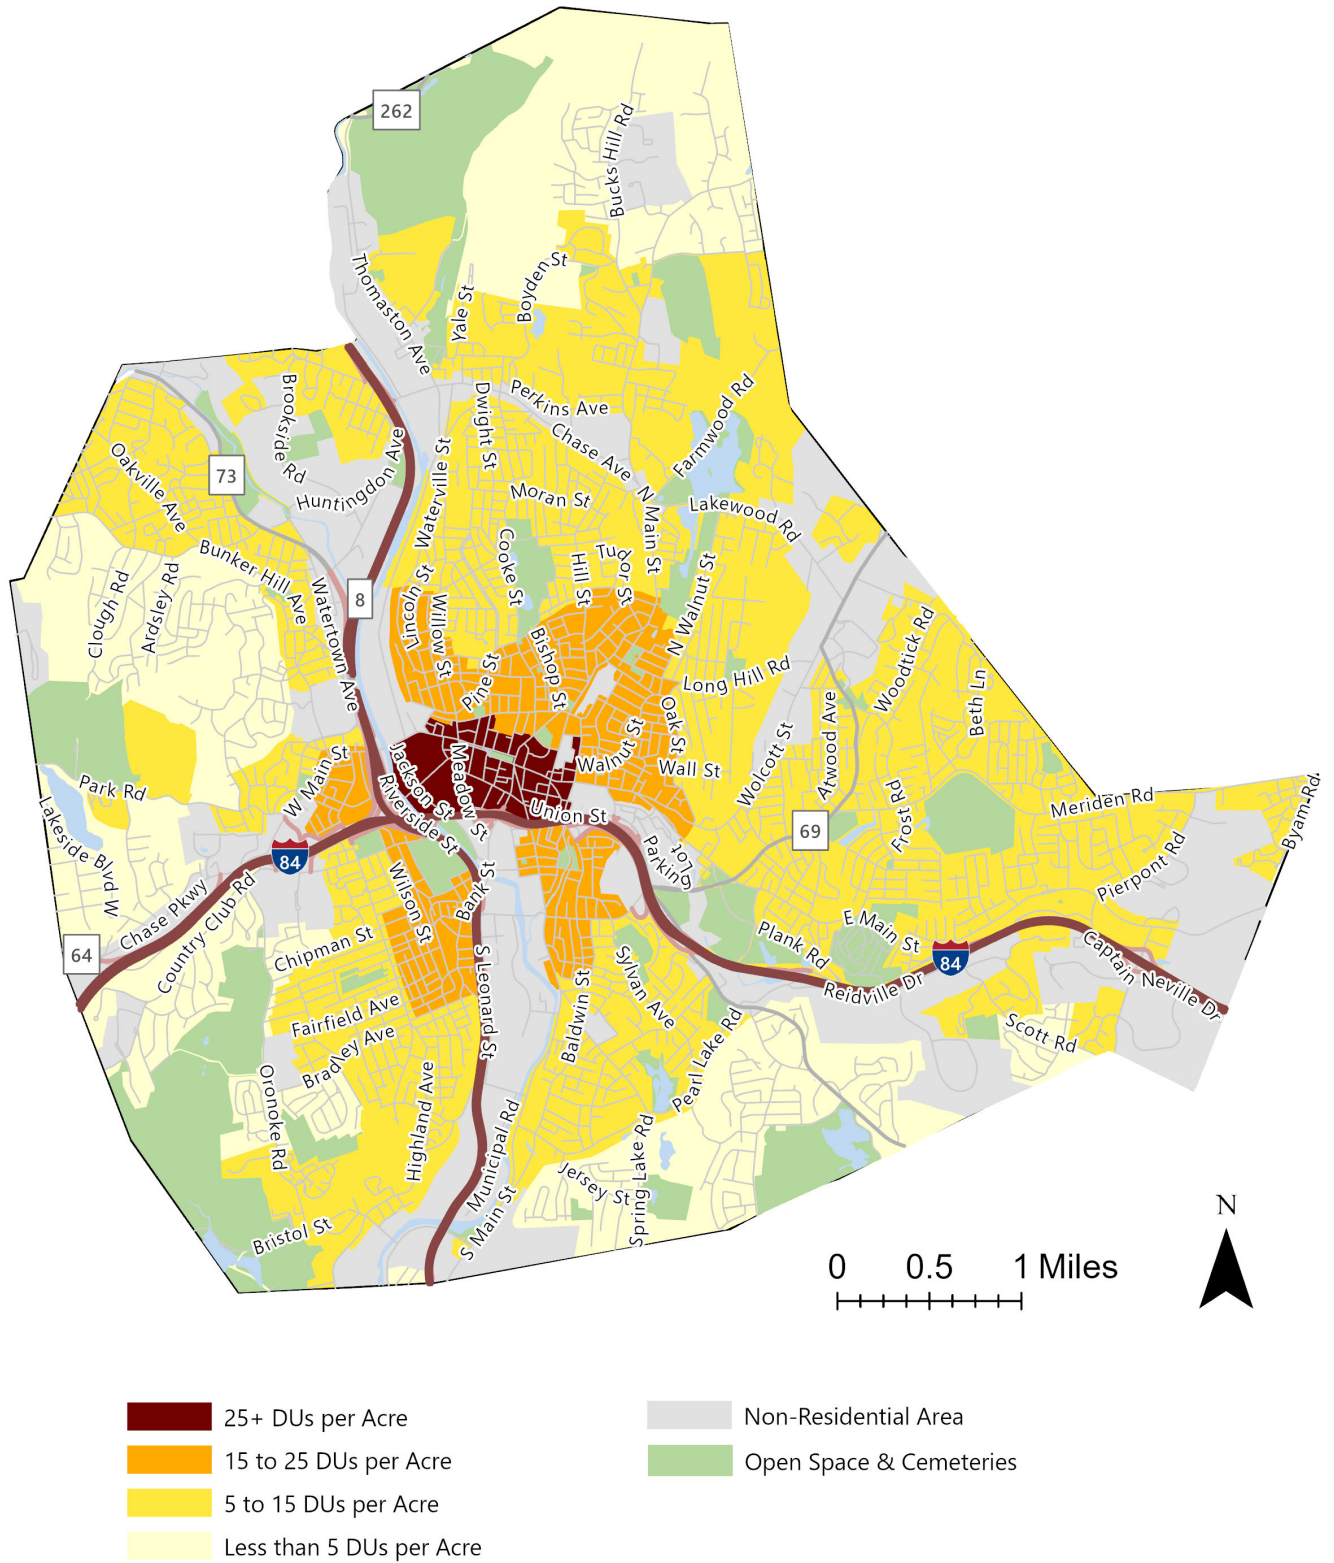 262
Bucks Hill Rd
Thomaston Ave
Yale St
Boyden St
Brookside Rd
Dwight St
Perkins Ave
Chase Ave
Farmwood Rd
73
Oakville Ave
Huntingdon Ave
Waterville St
Moran St
N Main St
Lakewood Rd
Bunker Hill Ave
Cooke St
Hill St
Tudor St
N Walnut St
Clough Rd
Ardsley Rd
Watertown Ave
8
Lincoln St
Willow St
Pine St
Bishop St
Long Hill Rd
Woodtick Rd
Beth Ln
Oak St
Walnut St
Wall St
Wolcott St
Atwood Ave
Park Rd
W Main St
Jackson St
Meadow St
Riverside St
Union St
Parking Lot
69
Frost Rd
Meriden Rd
Byam Rd
Lakeside Blvd W
84
Wilson St
Bank St
Pierpont Rd
Chase Pkwy
Country Club Rd
64
Chipman St
S Leonard St
Sylvan Ave
Plank Rd
E Main St
84
Reidville Dr
Captain Neville Dr
Fairfield Ave
Bradley Ave
Baldwin St
Pearl Lake Rd
Scott Rd
Oronoke Rd
Highland Ave
Municipal Rd
Spring Lake Rd
Jersey St
Bristol St
S Main St
N
0 0.5 1 Miles
25+ DUs per Acre
15 to 25 DUs per Acre
5 to 15 DUs per Acre
Less than 5 DUs per Acre
Non-Residential Area
Open Space & Cemeteries